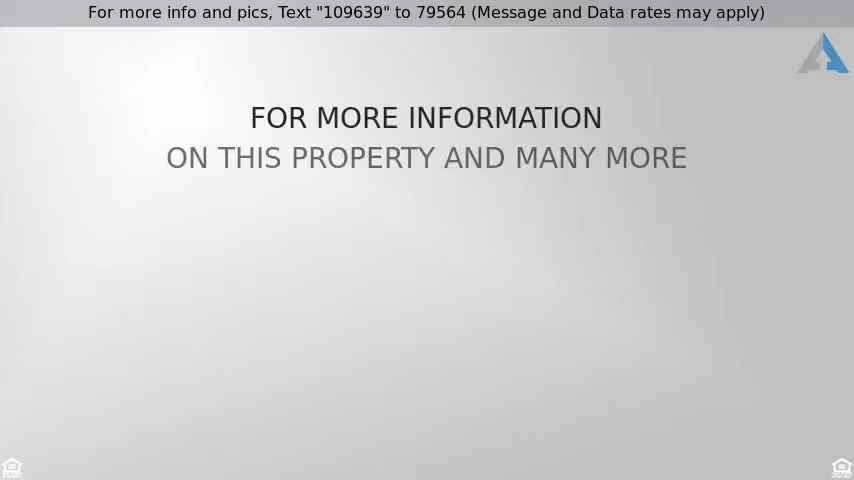 For more info and pics, Text "109639" to 79564 (Message and Data rates may apply)
FOR MORE INFORMATION
ON THIS PROPERTY AND MANY MORE